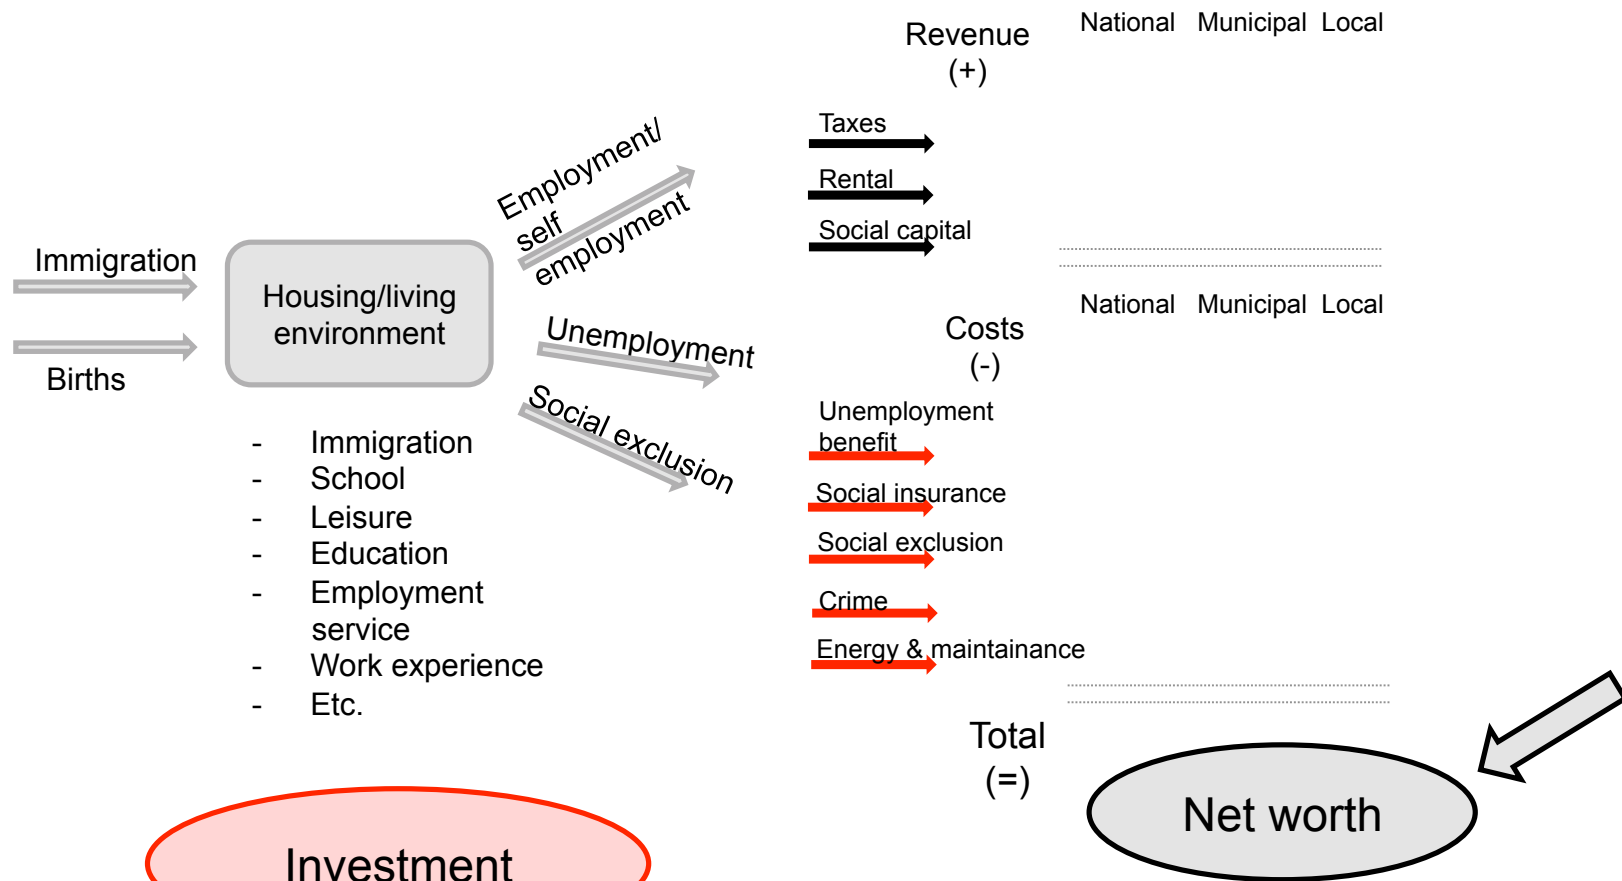 National Municipal Local
Revenue
(+)
Taxes
Rental
Social capital
Employment/
self
employment
Immigration
Births
Housing/living
environment
Unemployment
Social exclusion
- Immigration
- School
- Leisure
- Education
- Employment
service
- Work experience
- Etc.
Investment
National Municipal Local
Costs
(-)
Unemployment
benefit
Social insurance
Social exclusion
Crime
Energy & maintainance
Total
(=)
Net worth